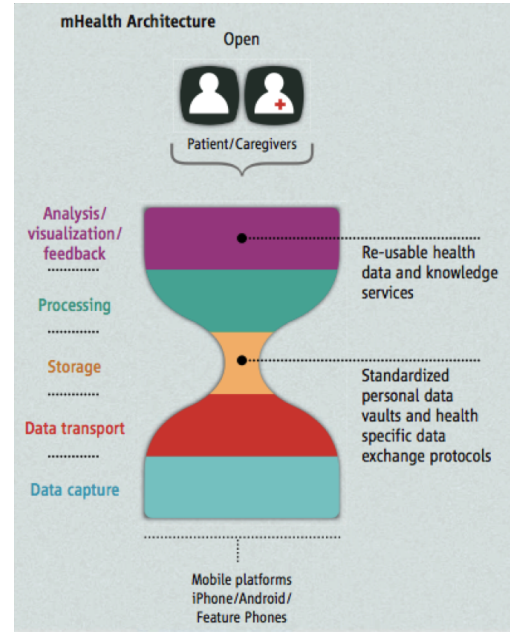 mHealth Architecture
Open
Patient/Caregivers
Analysis/
visualization/
feedback
Re-usable health
data and knowledge
services
Processing
Storage
Standardized
personal data
vaults and health
specific data
exchange protocols
Data transport
Data capture
Mobile platforms
iPhone/Android/
Feature Phones